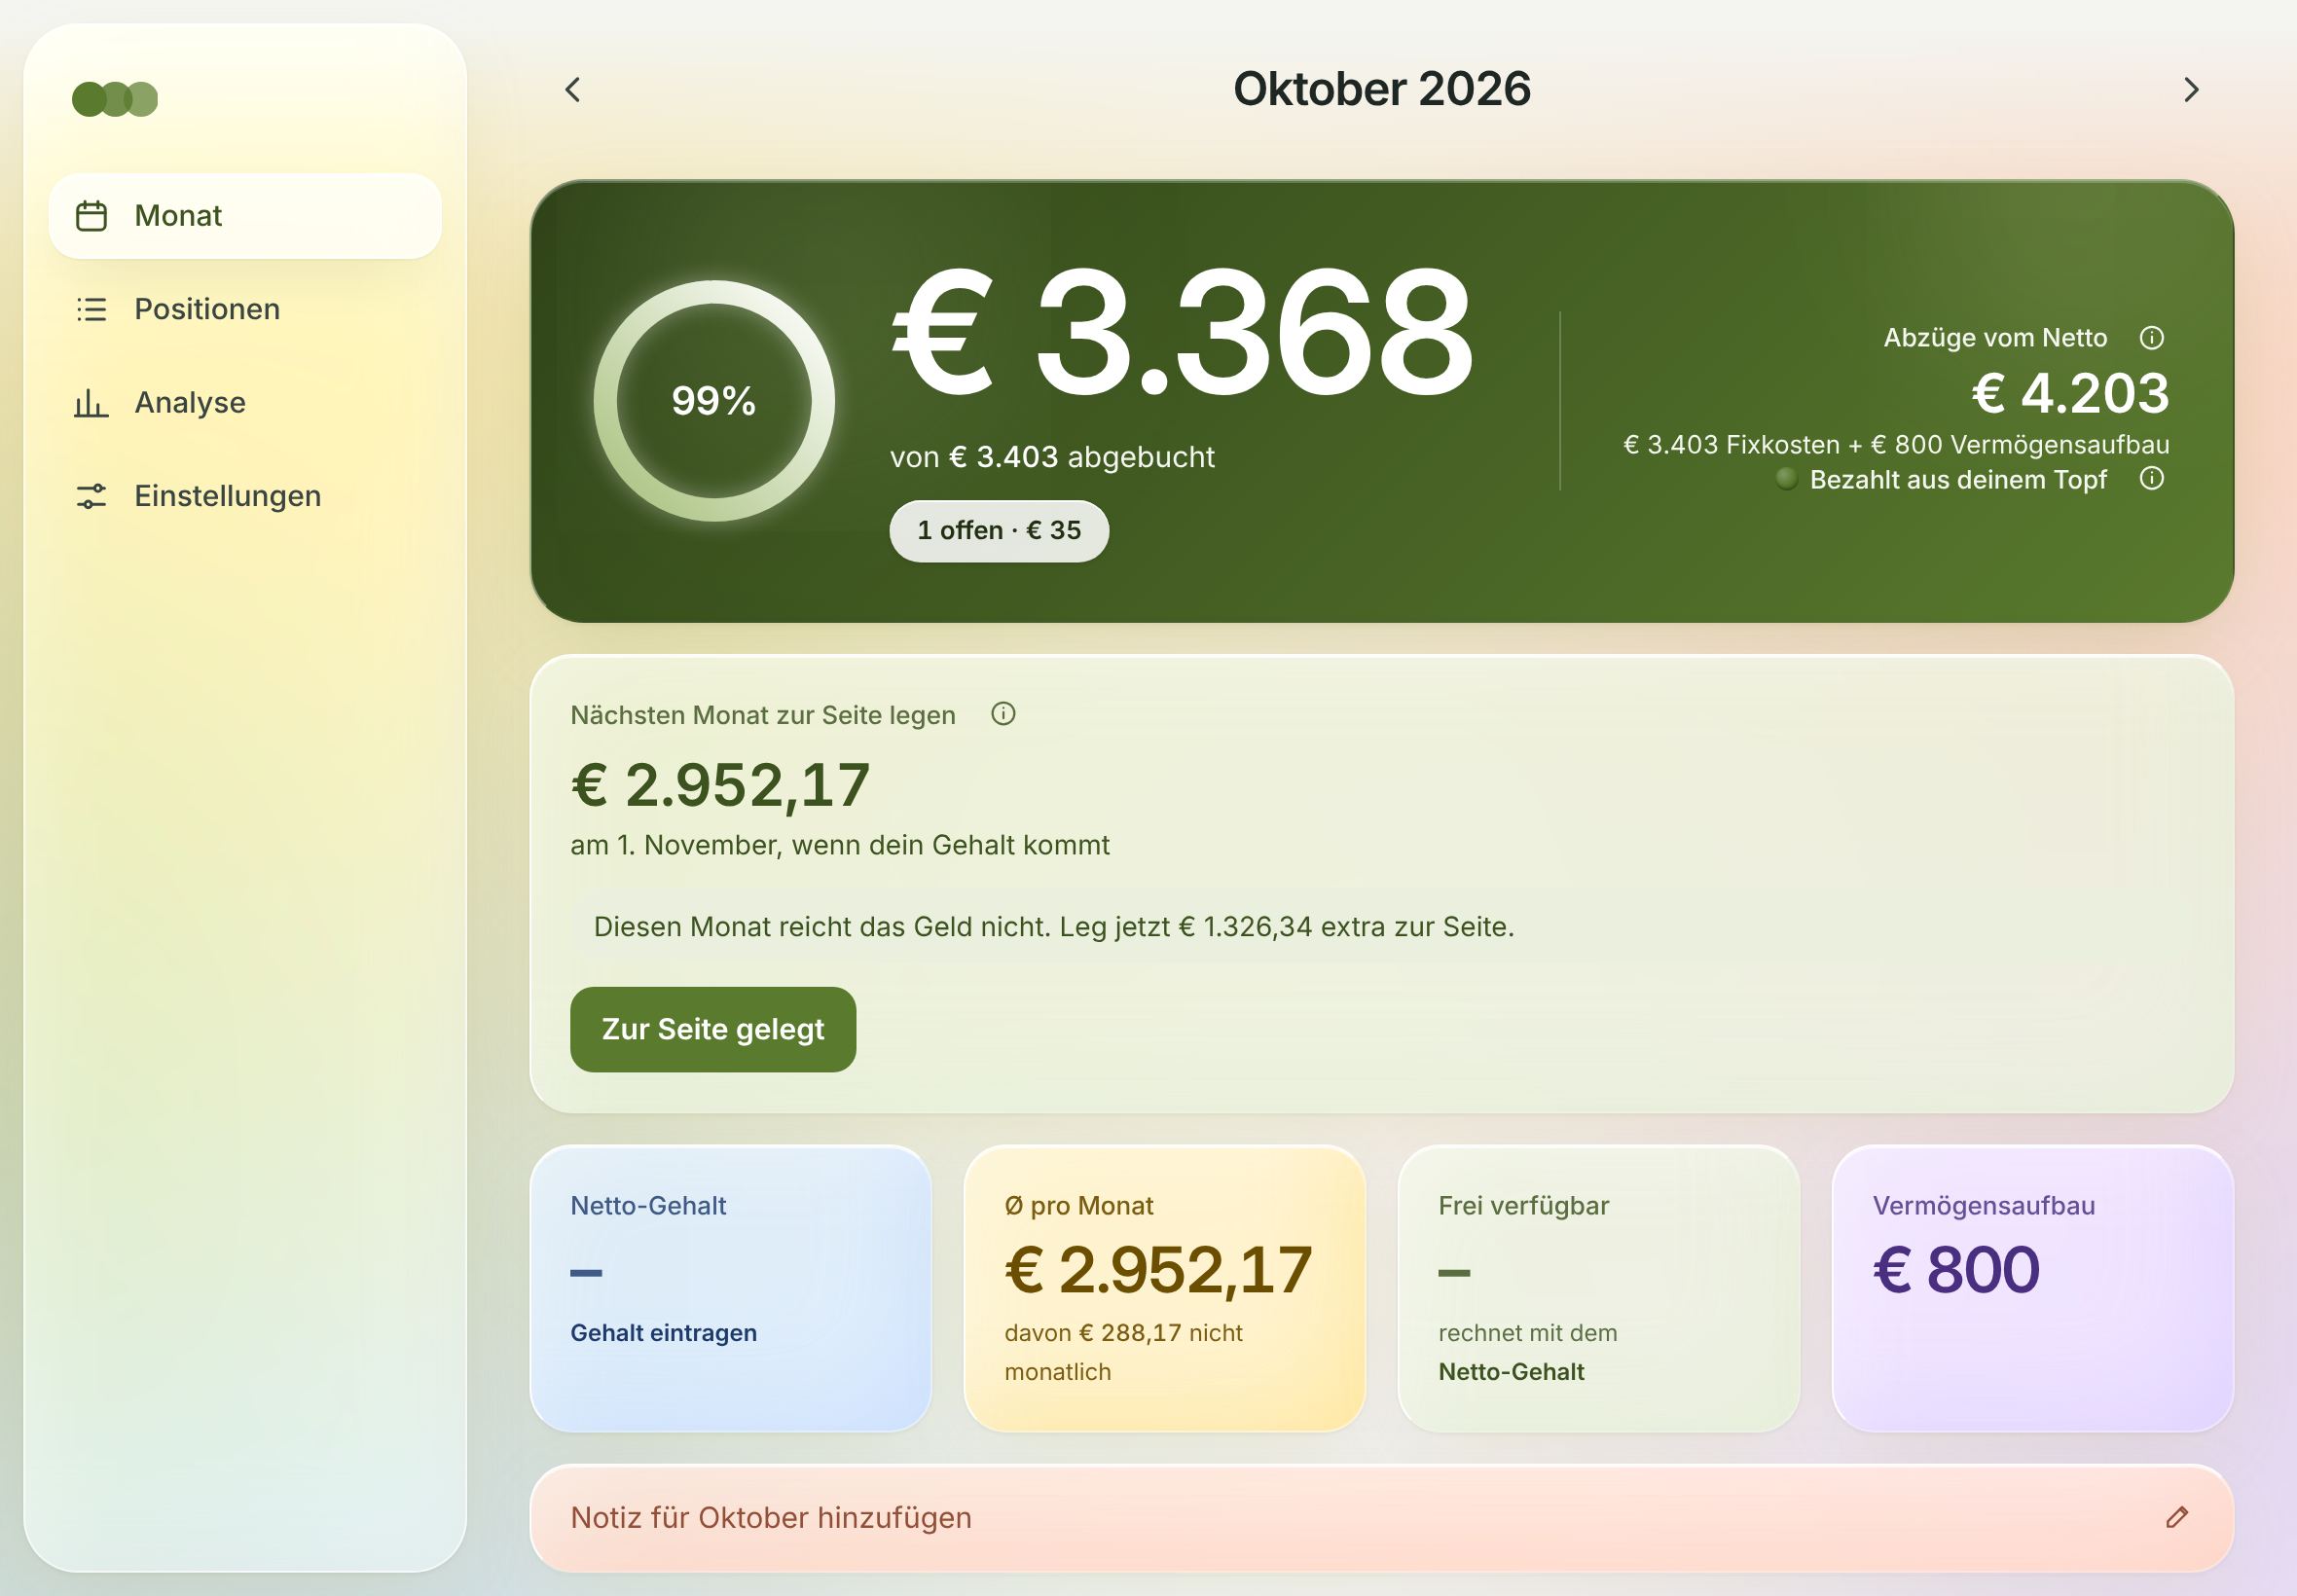 Oktober 2026
Monat
Positionen
Analyse
Einstellungen
99%
€ 3.368
von € 3.403 abgebucht
1 offen · € 35
Abzüge vom Netto
€ 4.203
€ 3.403 Fixkosten + € 800 Vermögensaufbau
Bezahlt aus deinem Topf
Nächsten Monat zur Seite legen
€ 2.952,17
am 1. November, wenn dein Gehalt kommt
Diesen Monat reicht das Geld nicht. Leg jetzt € 1.326,34 extra zur Seite.
Zur Seite gelegt
Netto-Gehalt
–
Gehalt eintragen
Ø pro Monat
€ 2.952,17
davon € 288,17 nicht
monatlich
Frei verfügbar
–
rechnet mit dem
Netto-Gehalt
Vermögensaufbau
€ 800
Notiz für Oktober hinzufügen